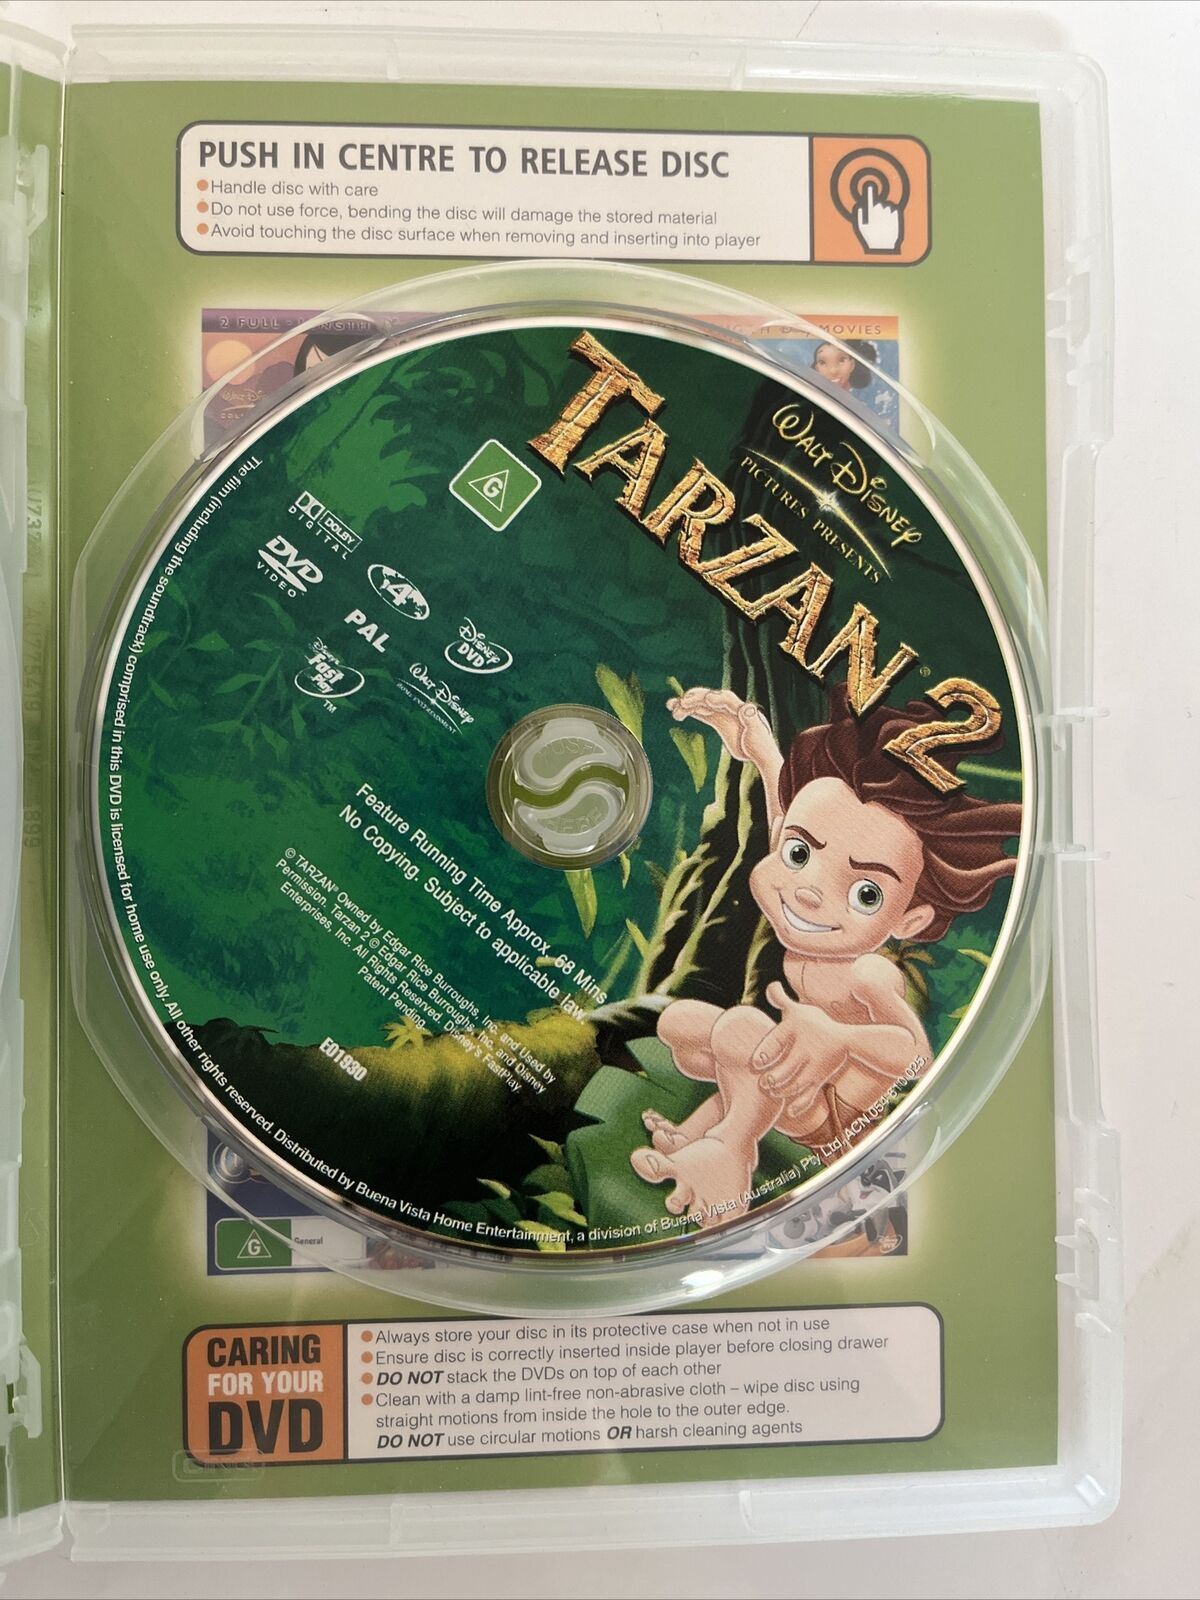 PUSH IN CENTRE TO RELEASE DISC
Handle disc with care
Do not use force, bending the disc will damage the stored material
Avoid touching the disc surface when removing and inserting into player
2 FULL-LENGTH
MOVIES
WALT DISNEY
PICTURES PRESENTS
TARZAN® 2
G
DOLBY
DIGITAL
DVD
VIDEO
4
PAL
DISNEY
DVD
Disney's
Fast
Play
TM
WALT DISNEY
HOME ENTERTAINMENT
PUSH
HERE
Feature Running Time Approx. 68 Mins
No Copying. Subject to applicable law.
© TARZAN® Owned by Edgar Rice Burroughs, Inc. and Used by
Permission. Tarzan 2 © Edgar Rice Burroughs, Inc. and Disney
Enterprises, Inc. All Rights Reserved. Disney's FastPlay
Patent Pending.
E01930
The film (including the soundtrack) comprised in this DVD is licensed for home use only. All other rights reserved. Distributed by Buena Vista Home Entertainment, a division of Buena Vista (Australia) Pty Ltd, ACN 054 610 025.
G
General
CARING
FOR YOUR
DVD
Always store your disc in its protective case when not in use
Ensure disc is correctly inserted inside player before closing drawer
DO NOT stack the DVDs on top of each other
Clean with a damp lint-free non-abrasive cloth – wipe disc using
straight motions from inside the hole to the outer edge.
DO NOT use circular motions OR harsh cleaning agents